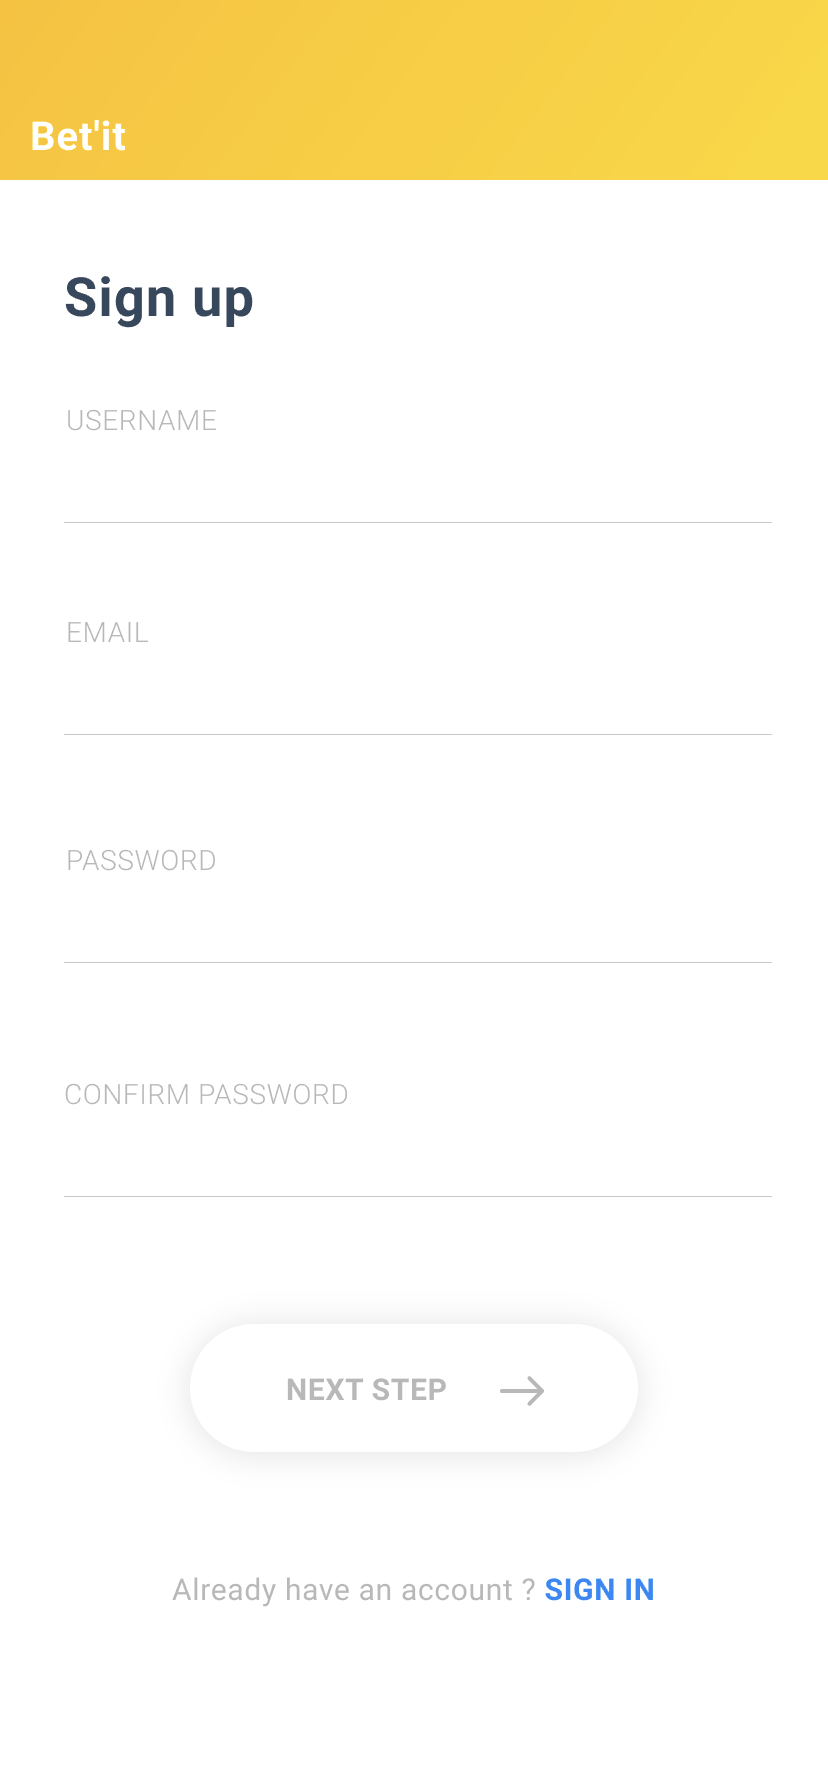 Bet'it
Sign up
USERNAME
EMAIL
PASSWORD
CONFIRM PASSWORD
NEXT STEP
Already have an account ? SIGN IN